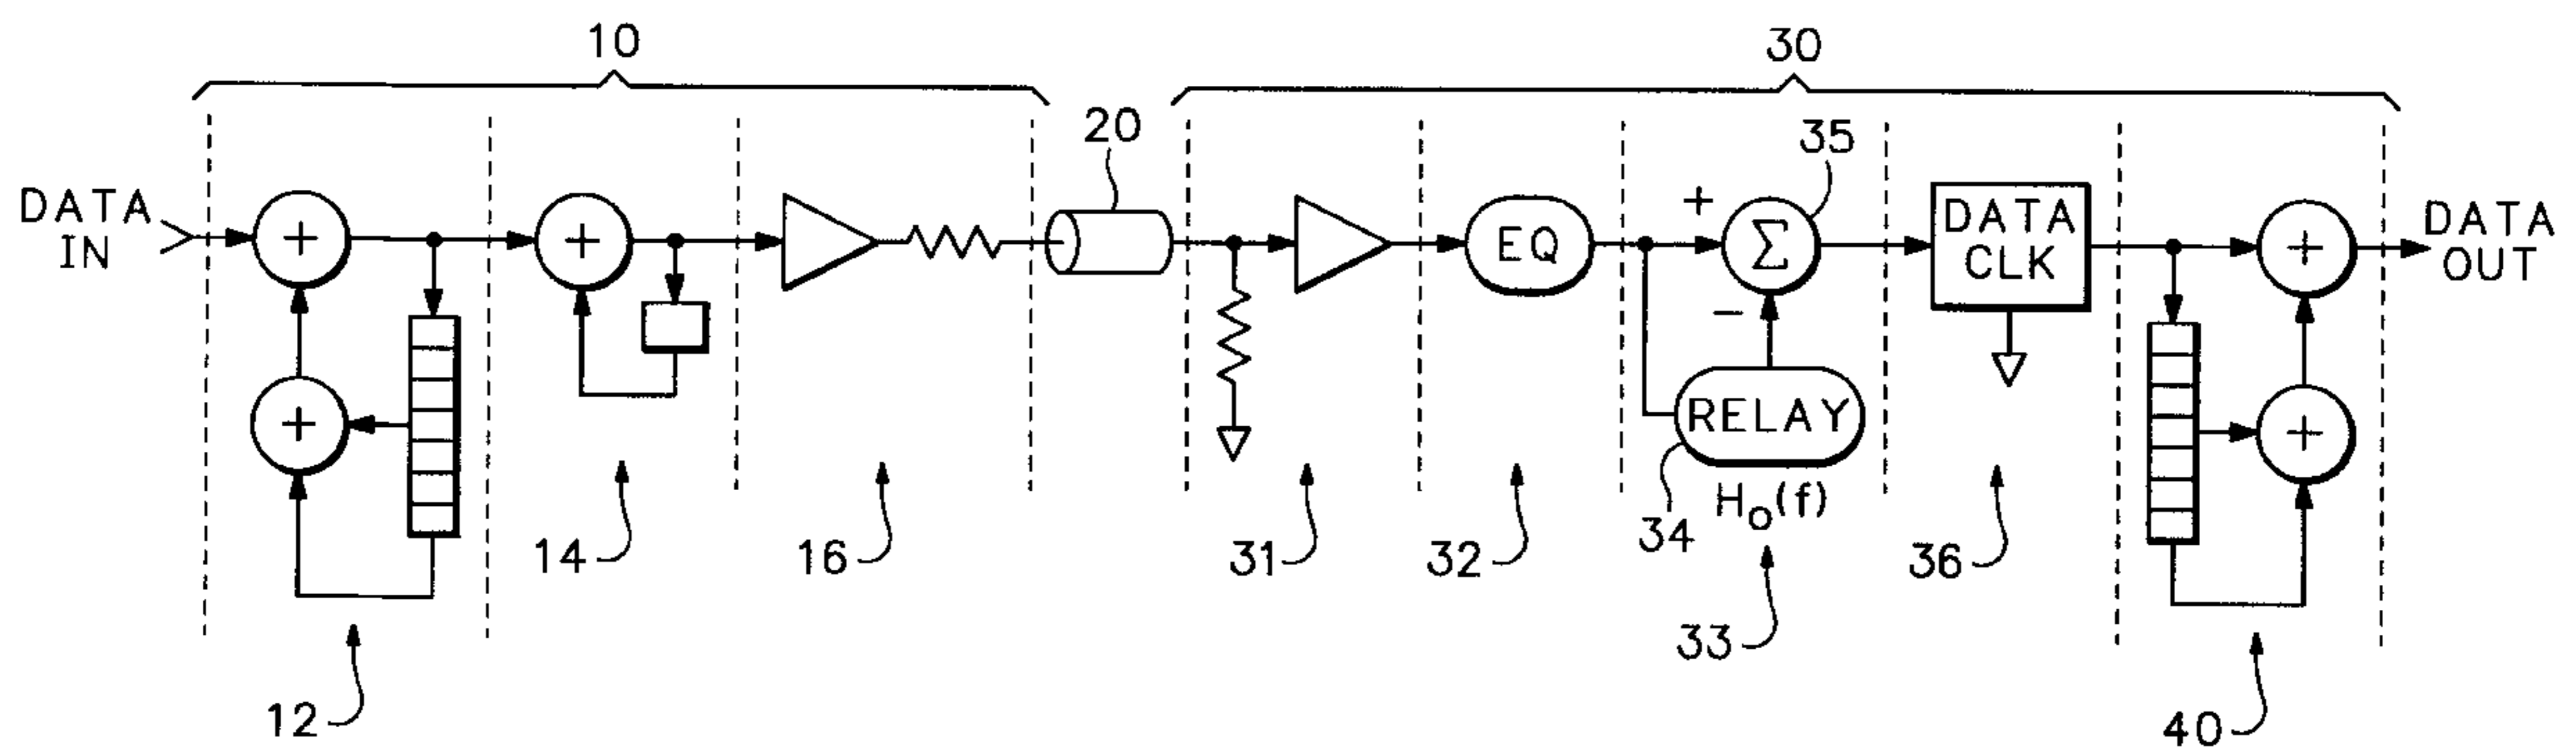 10
30
20
35
DATA
IN
+
+
+
Σ
DATA
CLK
+
DATA
OUT
EQ
+
−
+
RELAY
34
H₀(f)
14
16
31
32
33
36
12
40